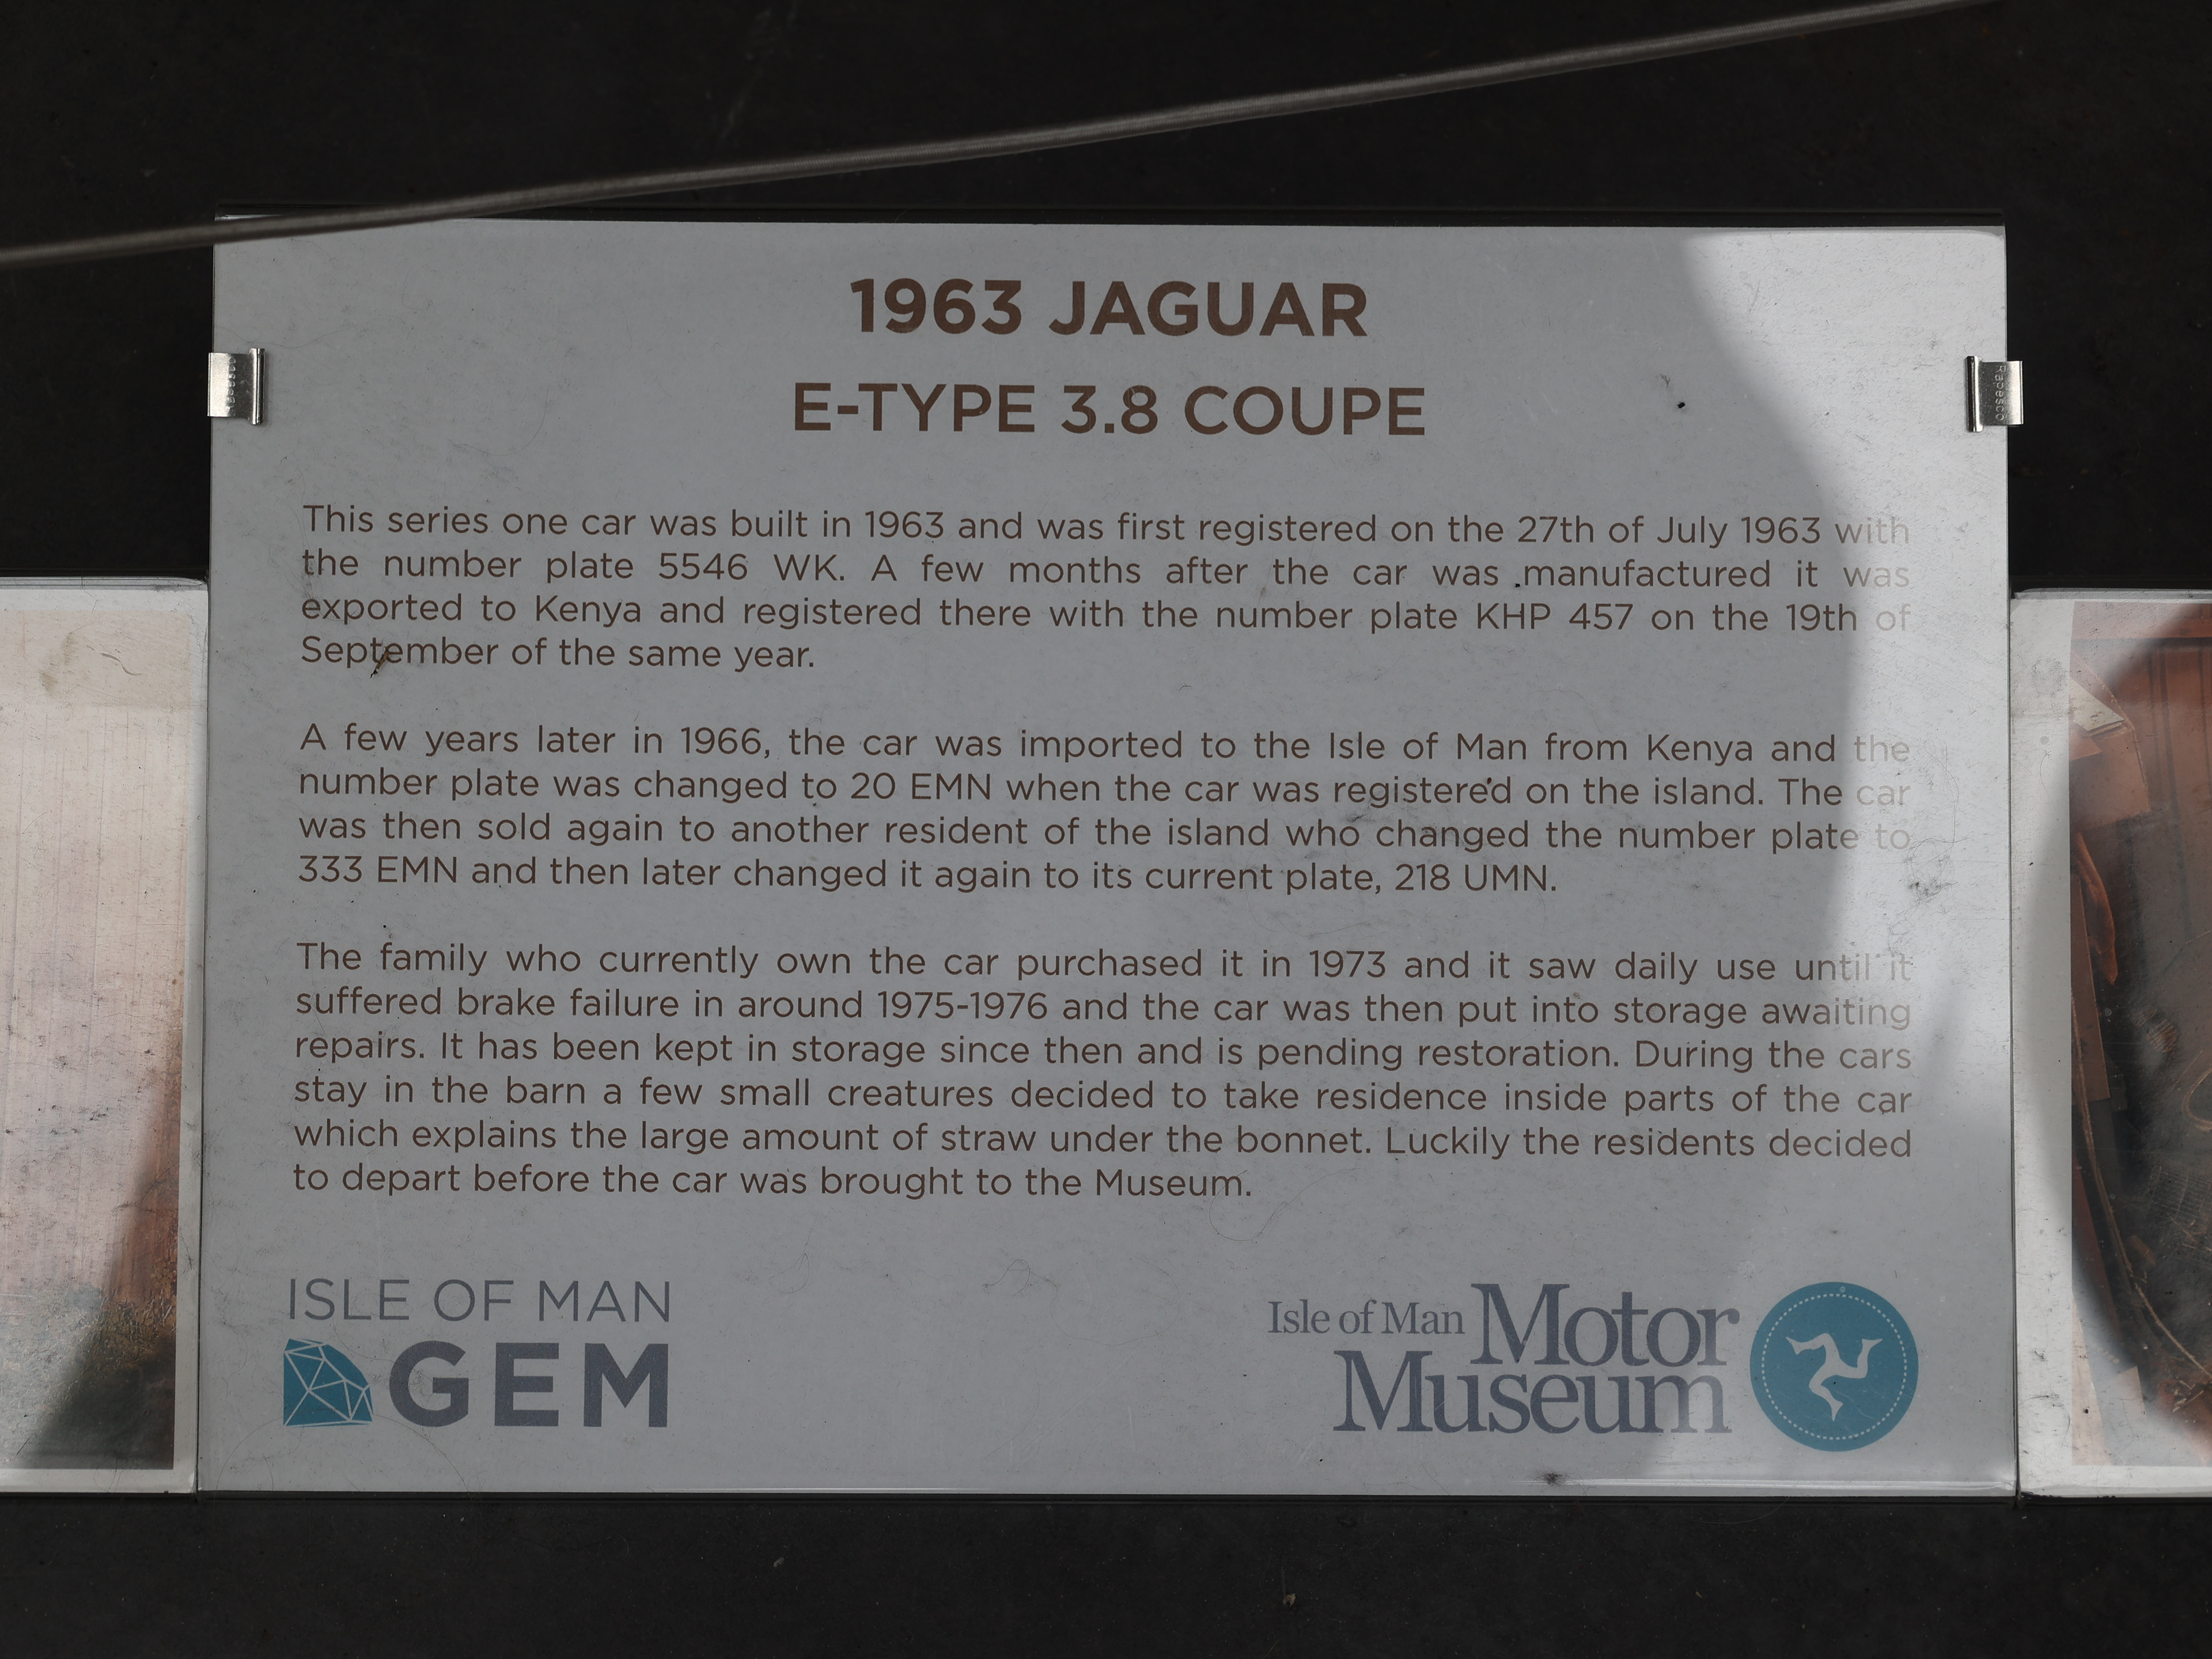 1963 JAGUAR
E-TYPE 3.8 COUPE
This series one car was built in 1963 and was first registered on the 27th of July 1963 with
the number plate 5546 WK. A few months after the car was manufactured it was
exported to Kenya and registered there with the number plate KHP 457 on the 19th of
September of the same year.
A few years later in 1966, the car was imported to the Isle of Man from Kenya and the
number plate was changed to 20 EMN when the car was registered on the island. The car
was then sold again to another resident of the island who changed the number plate to
333 EMN and then later changed it again to its current plate, 218 UMN.
The family who currently own the car purchased it in 1973 and it saw daily use until it
suffered brake failure in around 1975-1976 and the car was then put into storage awaiting
repairs. It has been kept in storage since then and is pending restoration. During the cars
stay in the barn a few small creatures decided to take residence inside parts of the car
which explains the large amount of straw under the bonnet. Luckily the residents decided
to depart before the car was brought to the Museum.
ISLE OF MAN
GEM
Isle of Man Motor
Museum
Rapesco